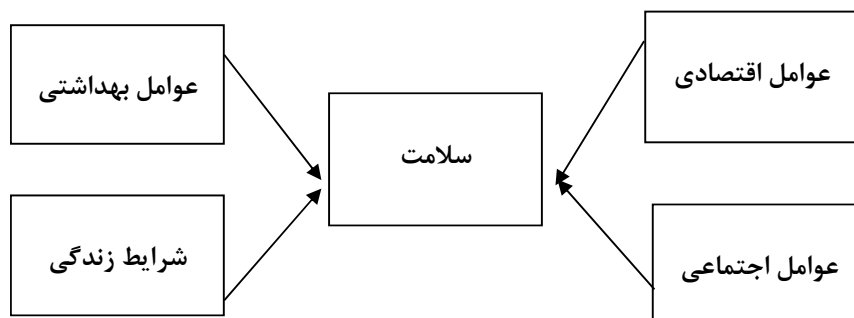 عوامل اقتصادی
عوامل بهداشتی
سلامت
عوامل اجتماعی
شرایط زندگی